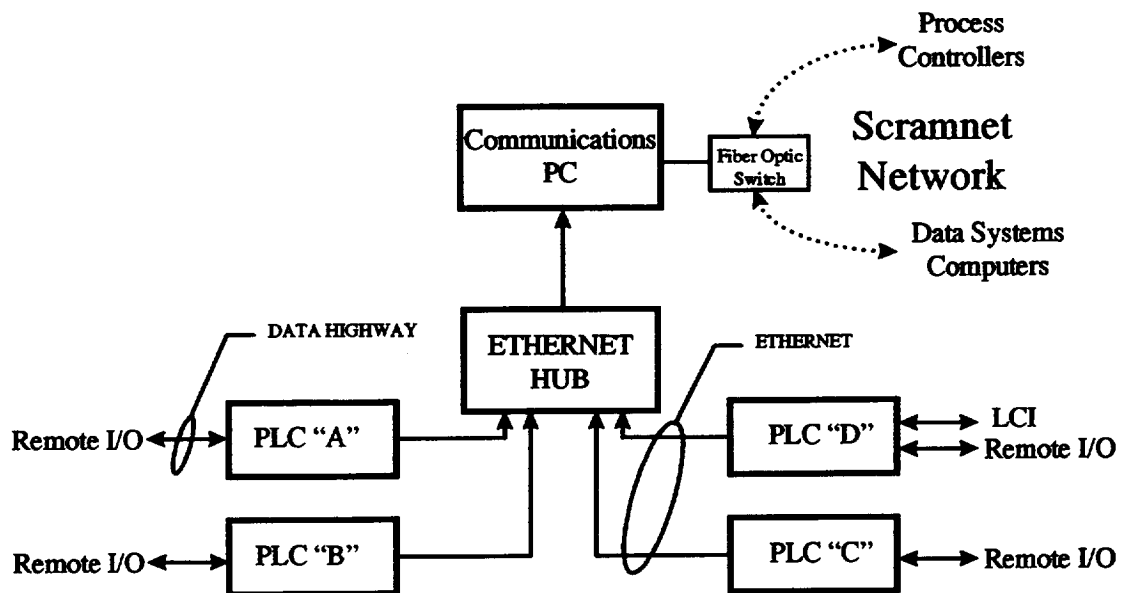 Process
Controllers
Scramnet
Network
Communications
PC
Fiber Optic
Switch
Data Systems
Computers
DATA HIGHWAY
ETHERNET
HUB
ETHERNET
Remote I/O
PLC “A”
PLC “D”
LCI
Remote I/O
Remote I/O
PLC “B”
PLC “C”
Remote I/O